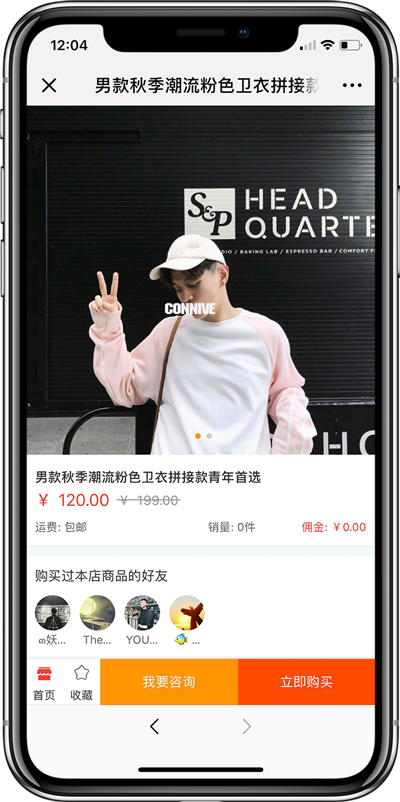 12:04
男款秋季潮流粉色卫衣拼接款
S&P HEAD
QUARTE
DIO / BAKING LAB / ESPRESSO BAR / COMFORT F
CONNIVE
HO
男款秋季潮流粉色卫衣拼接款青年首选
¥ 120.00 ¥ 199.00
运费: 包邮 销量: 0件 佣金: ¥0.00
购买过本店商品的好友
ო妖... The... YOU... ...
首页 收藏 我要咨询 立即购买